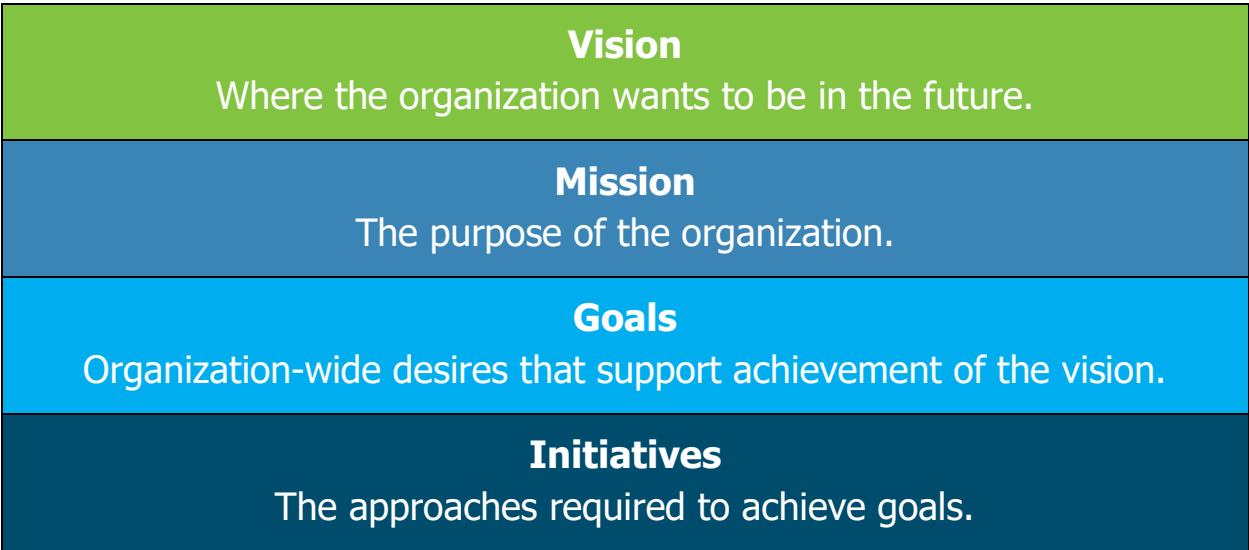 Vision
Where the organization wants to be in the future.
Mission
The purpose of the organization.
Goals
Organization-wide desires that support achievement of the vision.
Initiatives
The approaches required to achieve goals.